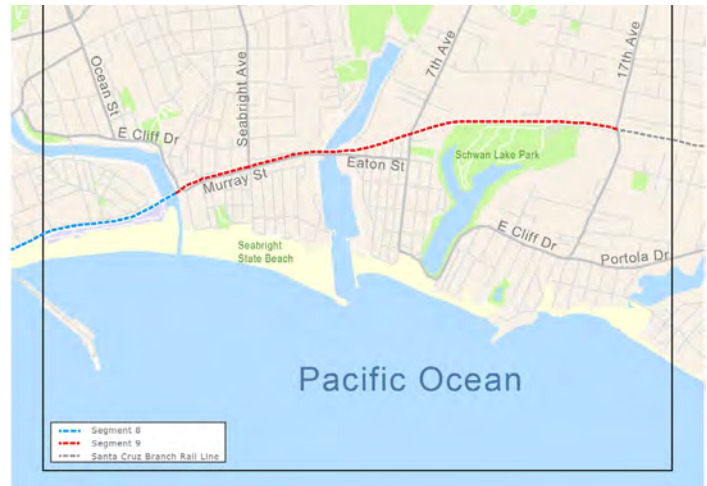 Ocean St
Seabright Ave
7th Ave
17th Ave
E Cliff Dr
Murray St
Eaton St
Schwan Lake Park
Seabright
State Beach
E Cliff Dr
Portola Dr
Pacific Ocean
Segment 8
Segment 9
Santa Cruz Branch Rail Line